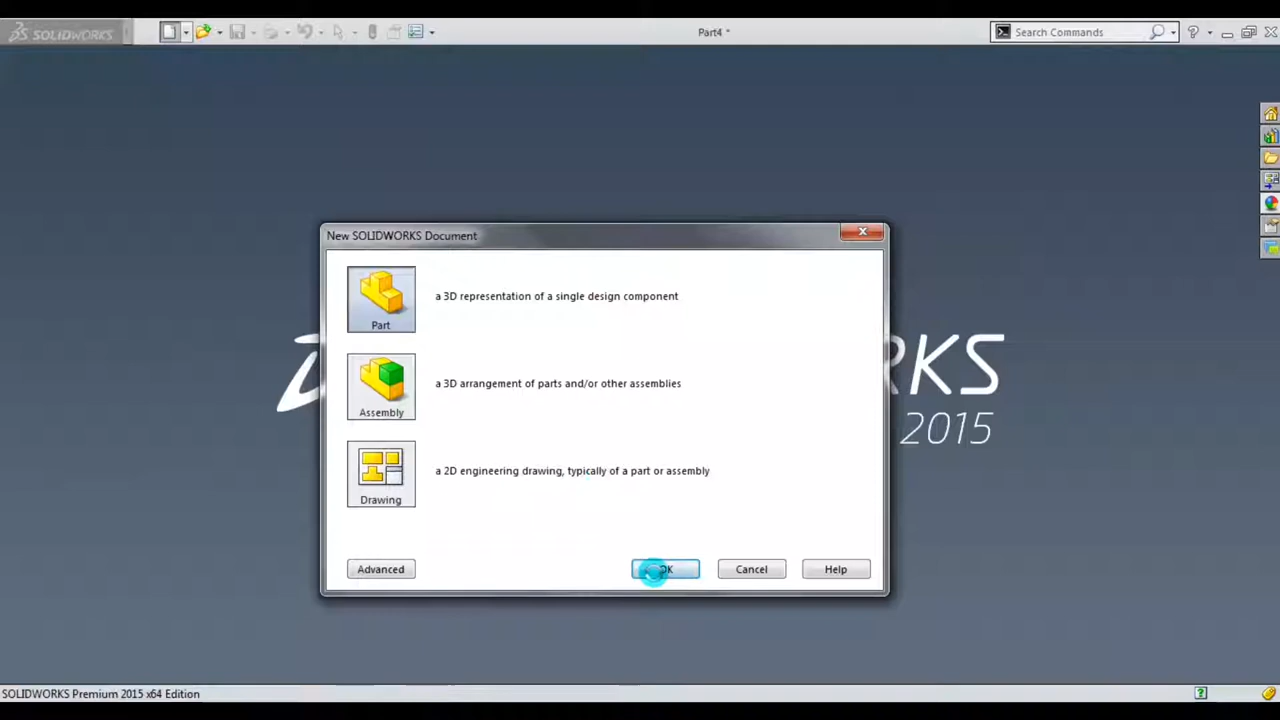 SOLIDWORKS
Part4 *
Search Commands
New SOLIDWORKS Document
Part
a 3D representation of a single design component
Assembly
a 3D arrangement of parts and/or other assemblies
Drawing
a 2D engineering drawing, typically of a part or assembly
RKS
2015
Advanced
OK
Cancel
Help
SOLIDWORKS Premium 2015 x64 Edition